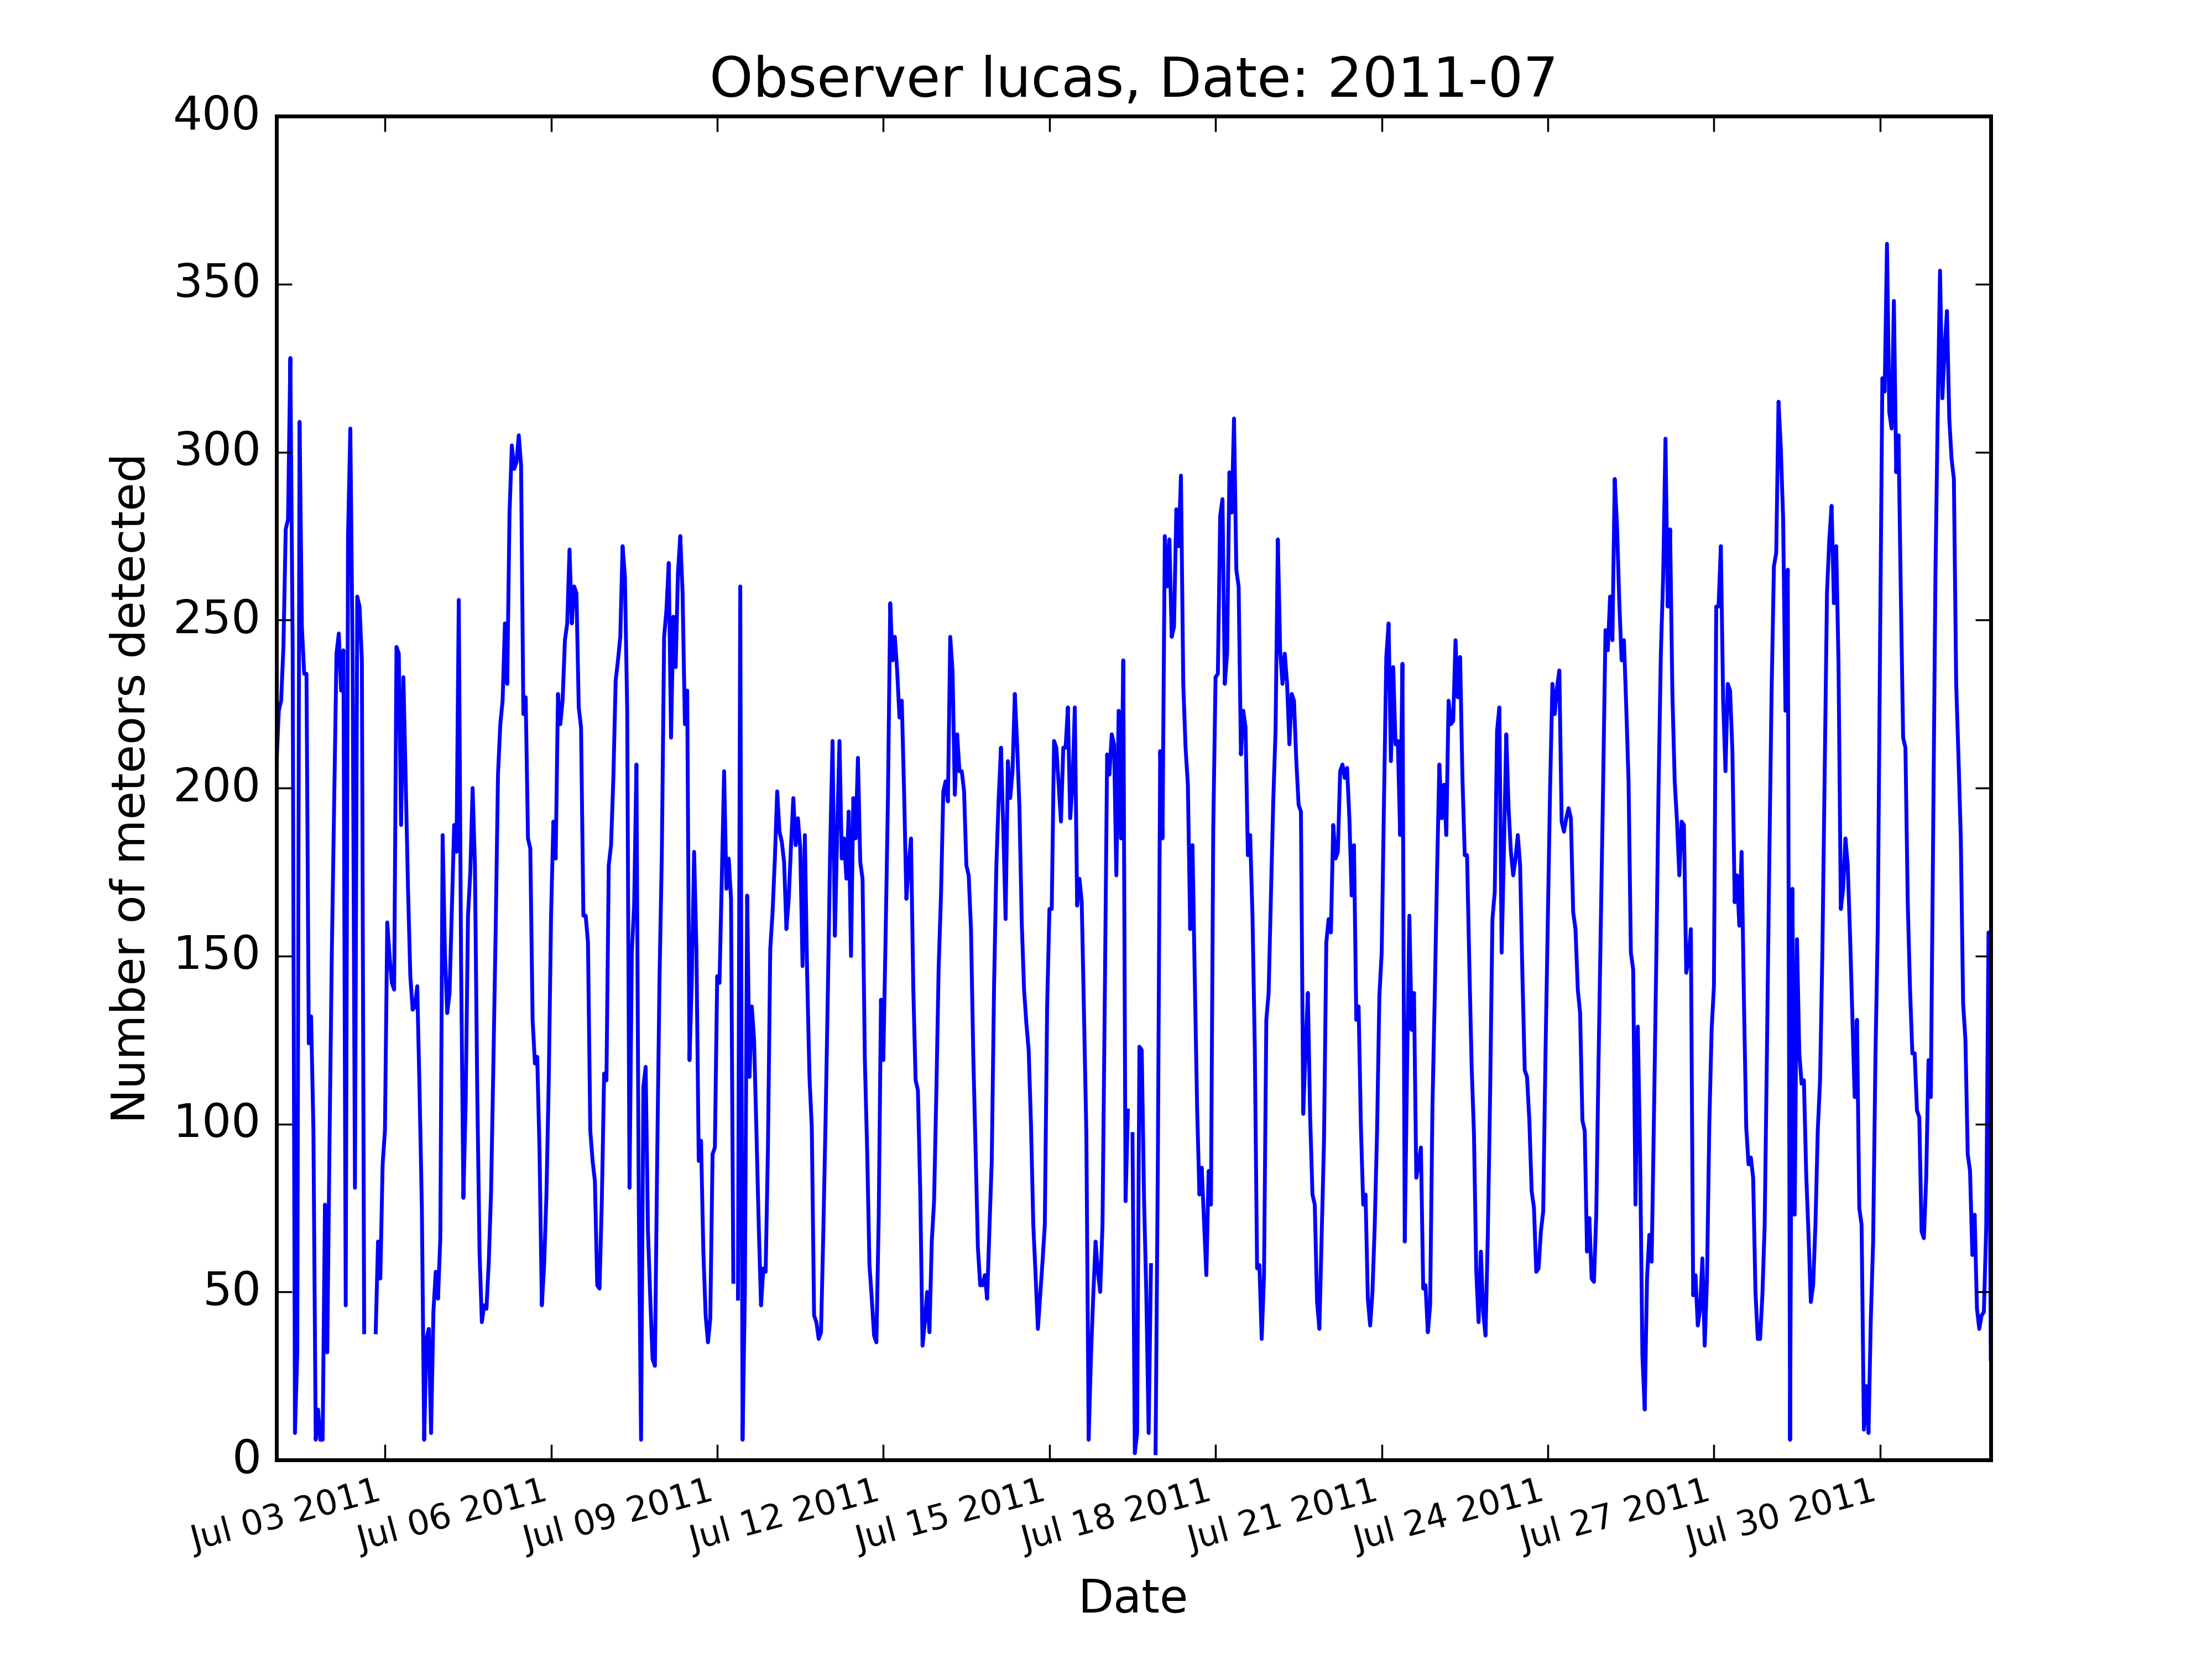 Observer lucas, Date: 2011-07
400
350
300
250
200
150
100
50
0
Number of meteors detected
Jul 03 2011
Jul 06 2011
Jul 09 2011
Jul 12 2011
Jul 15 2011
Jul 18 2011
Jul 21 2011
Jul 24 2011
Jul 27 2011
Jul 30 2011
Date